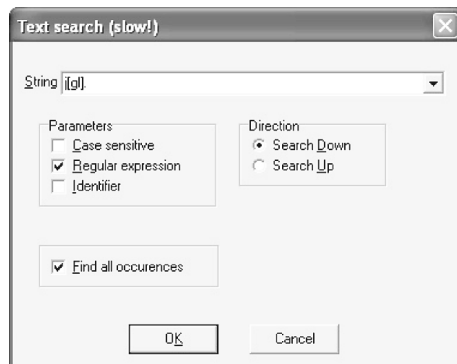 Text search (slow!)
String j[gl].
Parameters
Case sensitive
Regular expression
Identifier
Direction
Search Down
Search Up
Find all occurences
OK
Cancel